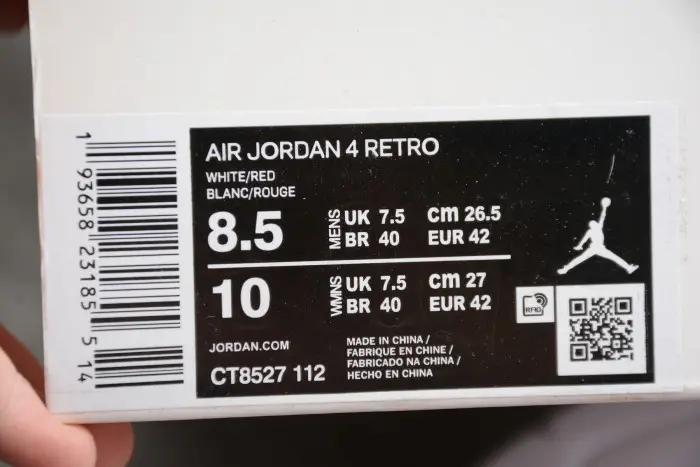 1 93658 23185 5 14
AIR JORDAN 4 RETRO
WHITE/RED
BLANC/ROUGE
8.5 MENS UK 7.5 cm 26.5
BR 40 EUR 42
10 WMNS UK 7.5 cm 27
BR 40 EUR 42
RFID
JORDAN.COM
CT8527 112
MADE IN CHINA /
FABRIQUE EN CHINE /
FABRICADO NA CHINA /
HECHO EN CHINA